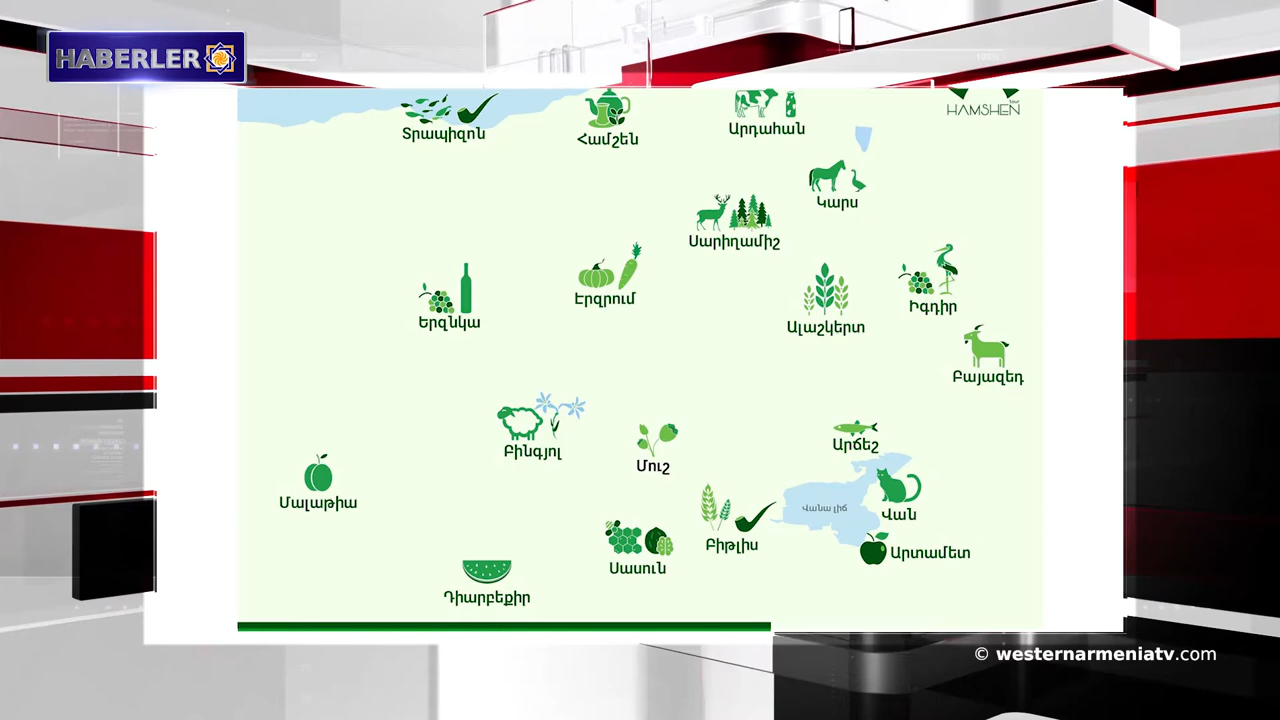 HABERLER
HAMSHEN
tour
Տրապիզոն
Համշեն
Արդահան
Կարս
Սարիղամիշ
Էրզրում
Երզնկա
Ալաշկերտ
Իգդիր
Բայազեդ
Բինգյոլ
Մուշ
Արճեշ
Մալաթիա
Վանա լիճ
Վան
Բիթլիս
Արտամետ
Սասուն
Դիարբեքիր
© westernarmeniatv.com